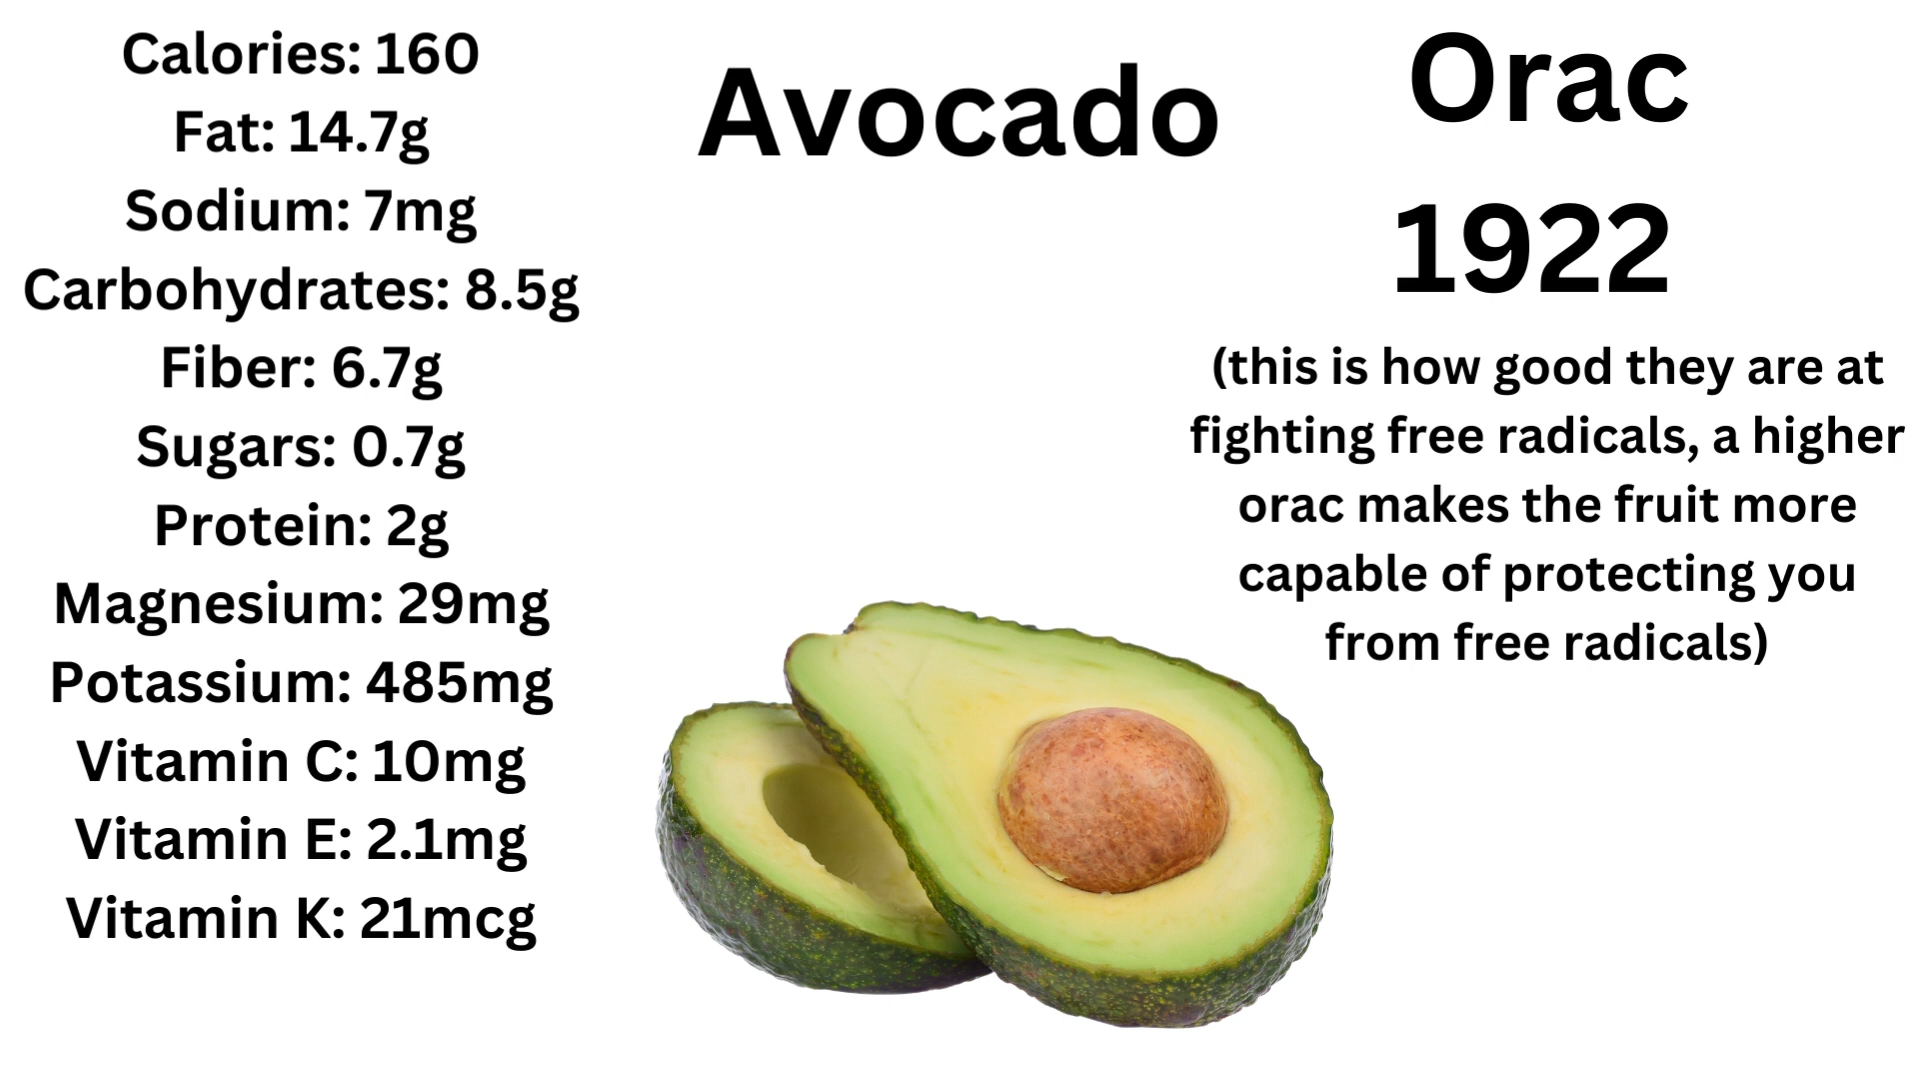 Calories: 160
Fat: 14.7g
Sodium: 7mg
Carbohydrates: 8.5g
Fiber: 6.7g
Sugars: 0.7g
Protein: 2g
Magnesium: 29mg
Potassium: 485mg
Vitamin C: 10mg
Vitamin E: 2.1mg
Vitamin K: 21mcg
Avocado
Orac
1922
(this is how good they are at
fighting free radicals, a higher
orac makes the fruit more
capable of protecting you
from free radicals)